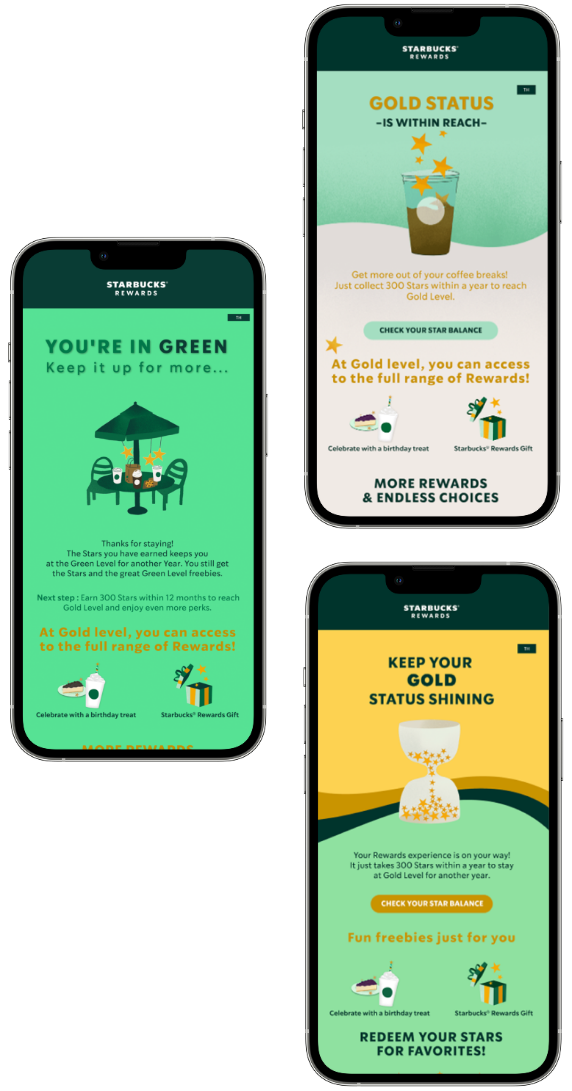 STARBUCKS®
REWARDS
TH
YOU'RE IN GREEN
Keep it up for more...
Thanks for staying!
The Stars you have earned keeps you
at the Green Level for another Year. You still get
the Stars and the great Green Level freebies.
Next step : Earn 300 Stars within 12 months to reach
Gold Level and enjoy even more perks.
At Gold level, you can access
to the full range of Rewards!
Celebrate with a birthday treat
Starbucks® Rewards Gift
MORE REWARDS
STARBUCKS®
REWARDS
TH
GOLD STATUS
–IS WITHIN REACH–
Get more out of your coffee breaks!
Just collect 300 Stars within a year to reach
Gold Level.
CHECK YOUR STAR BALANCE
At Gold level, you can access
to the full range of Rewards!
Celebrate with a birthday treat
Starbucks® Rewards Gift
MORE REWARDS
& ENDLESS CHOICES
STARBUCKS®
REWARDS
TH
KEEP YOUR
GOLD
STATUS SHINING
Your Rewards experience is on your way!
It just takes 300 Stars within a year to stay
at Gold Level for another year.
CHECK YOUR STAR BALANCE
Fun freebies just for you
Celebrate with a birthday treat
Starbucks® Rewards Gift
REDEEM YOUR STARS
FOR FAVORITES!